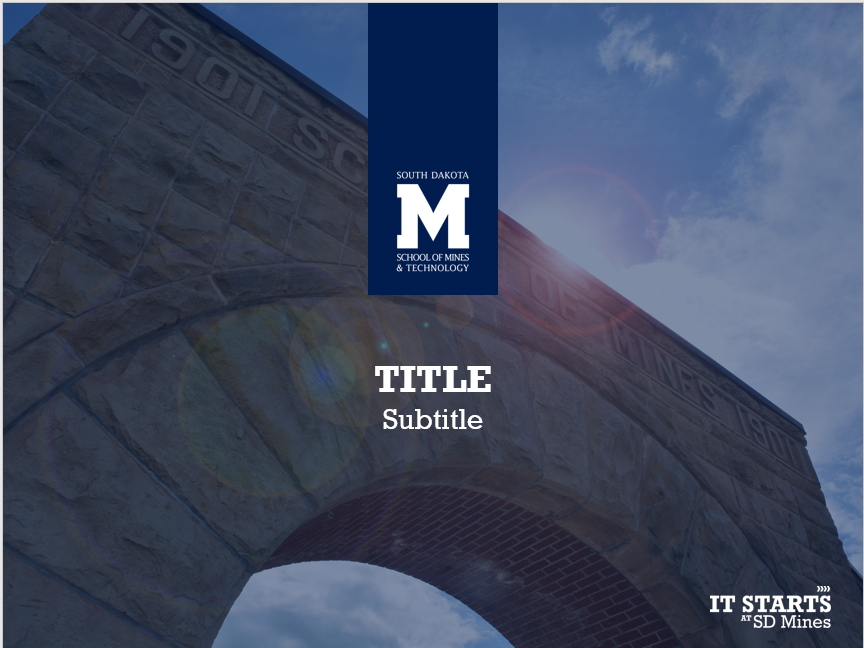 1901 SC
SOUTH DAKOTA
M
SCHOOL OF MINES
& TECHNOLOGY
OF MINES 1901
TITLE
Subtitle
IT STARTS
AT SD Mines